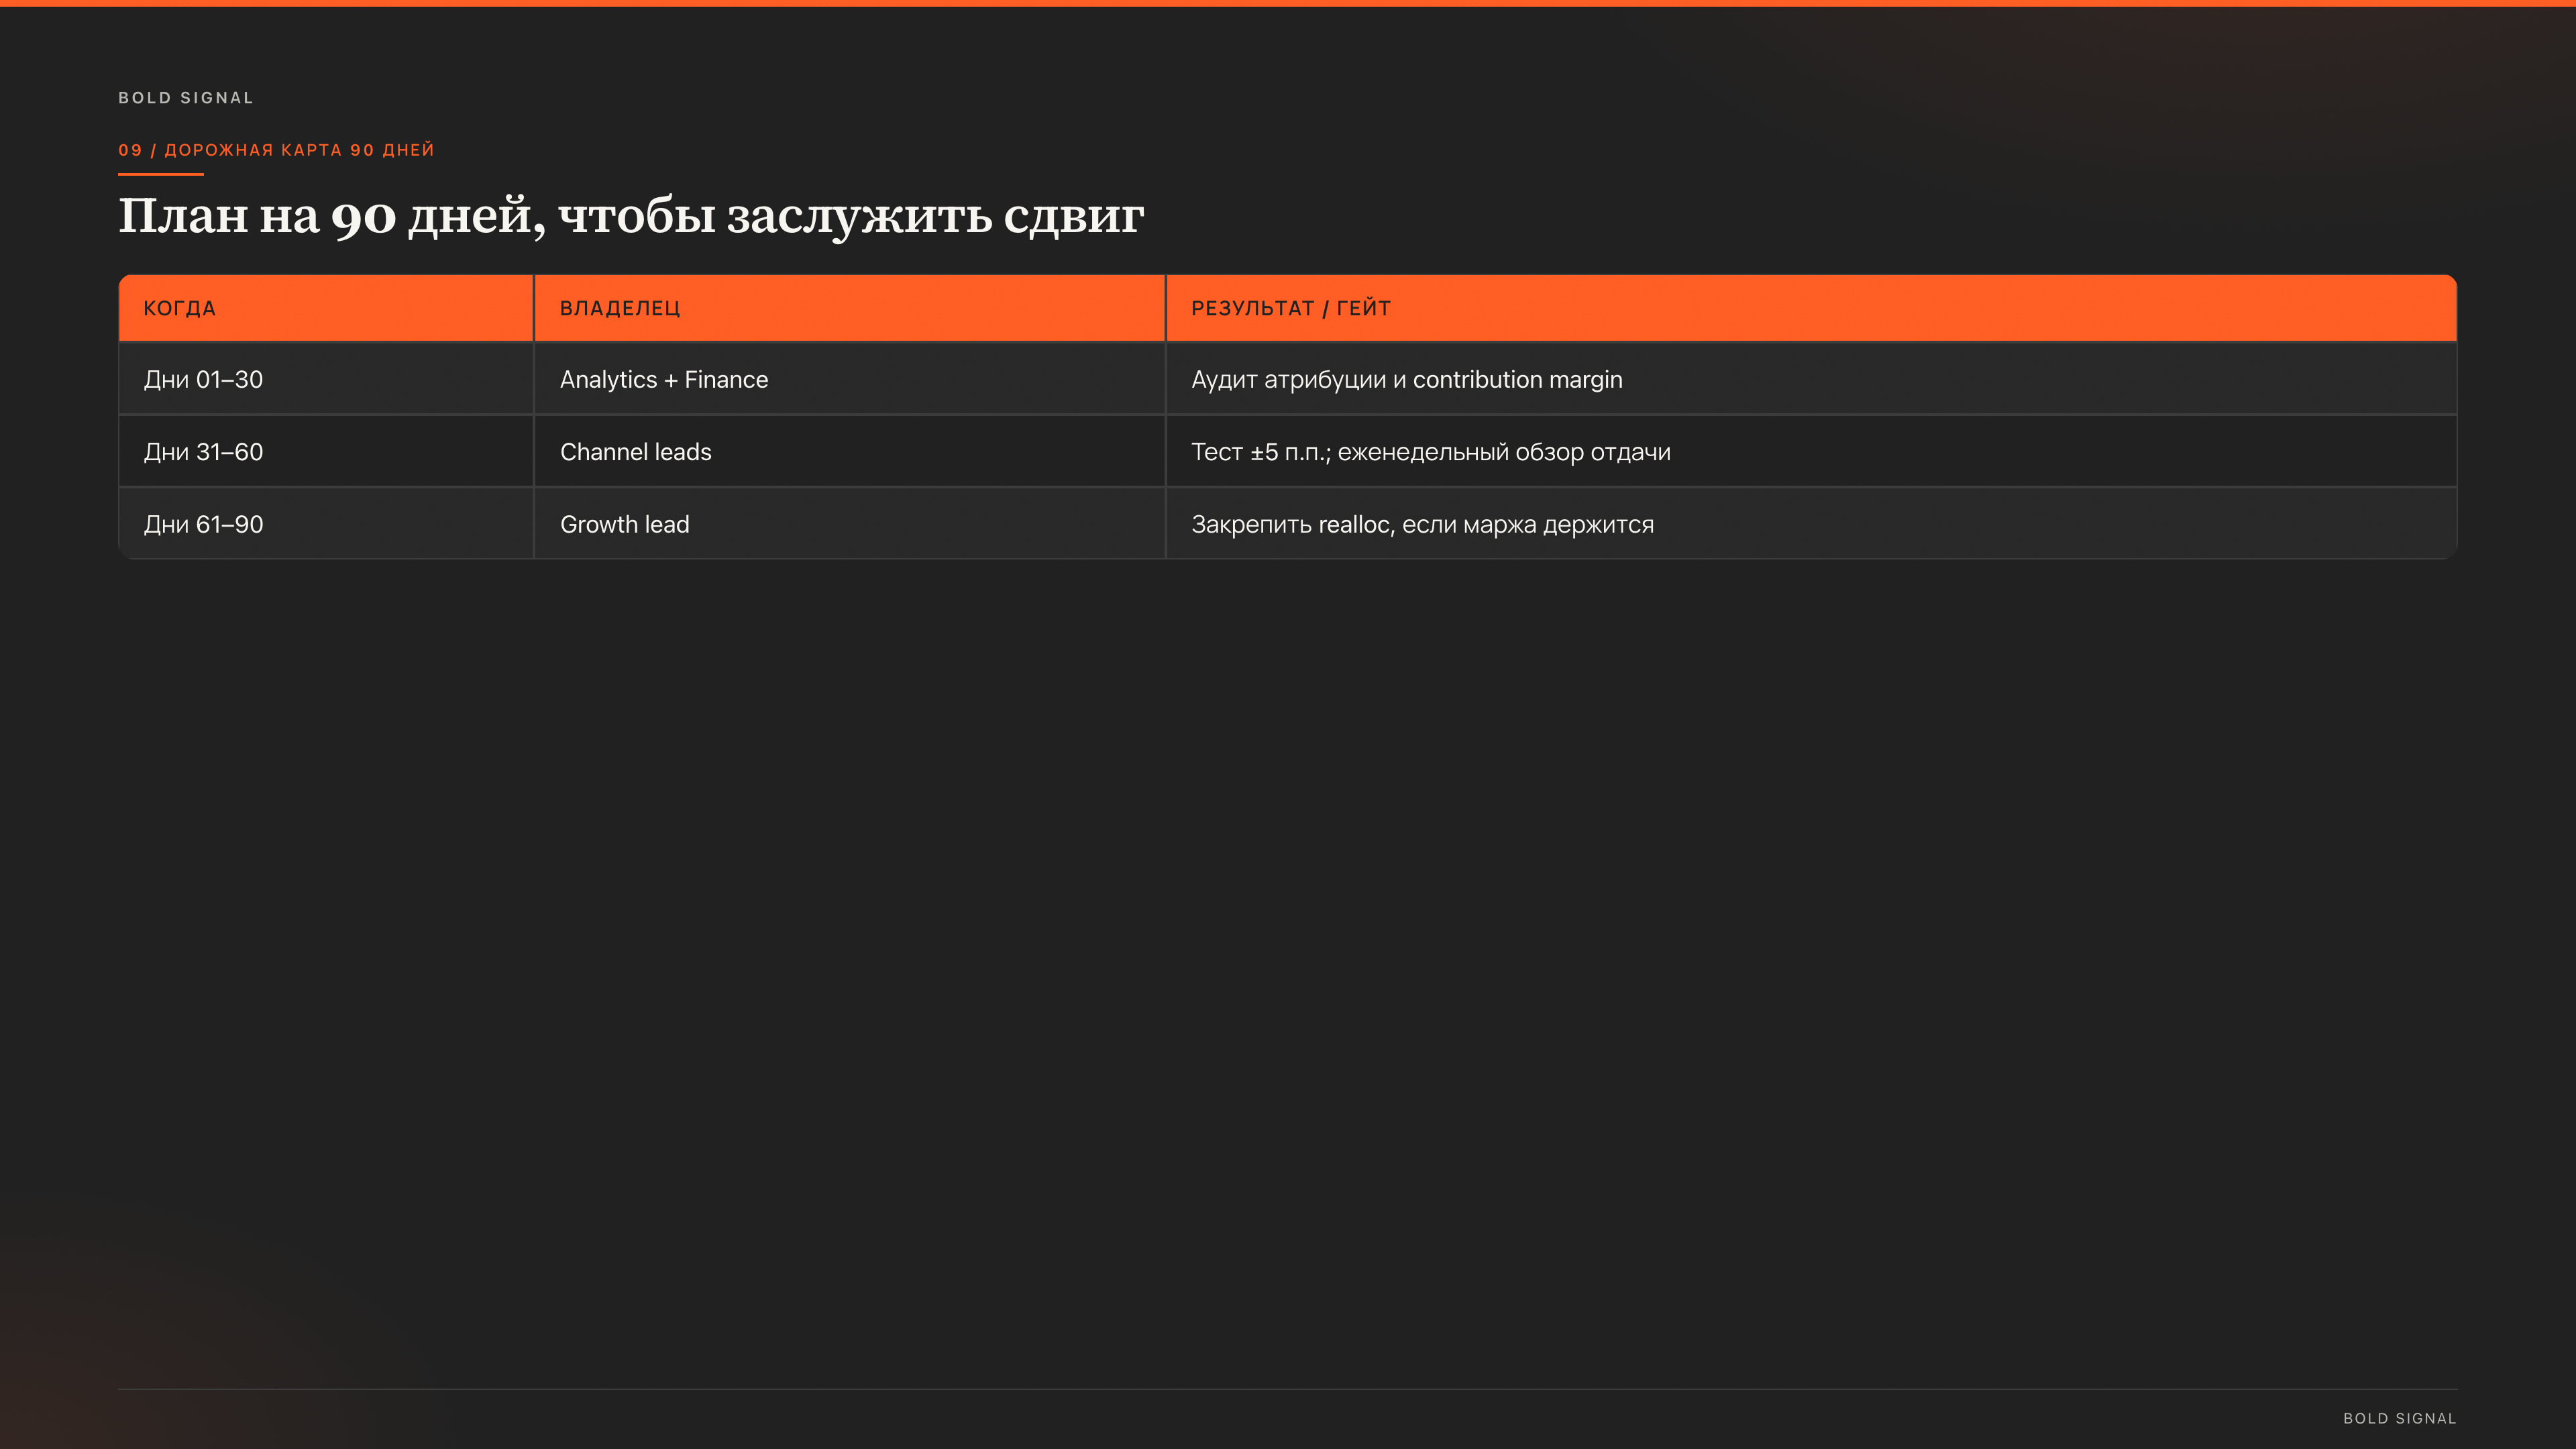 BOLD SIGNAL
09 / ДОРОЖНАЯ КАРТА 90 ДНЕЙ
План на 90 дней, чтобы заслужить сдвиг
КОГДА ВЛАДЕЛЕЦ РЕЗУЛЬТАТ / ГЕЙТ
Дни 01–30 Analytics + Finance Аудит атрибуции и contribution margin
Дни 31–60 Channel leads Тест ±5 п.п.; еженедельный обзор отдачи
Дни 61–90 Growth lead Закрепить realloc, если маржа держится
BOLD SIGNAL